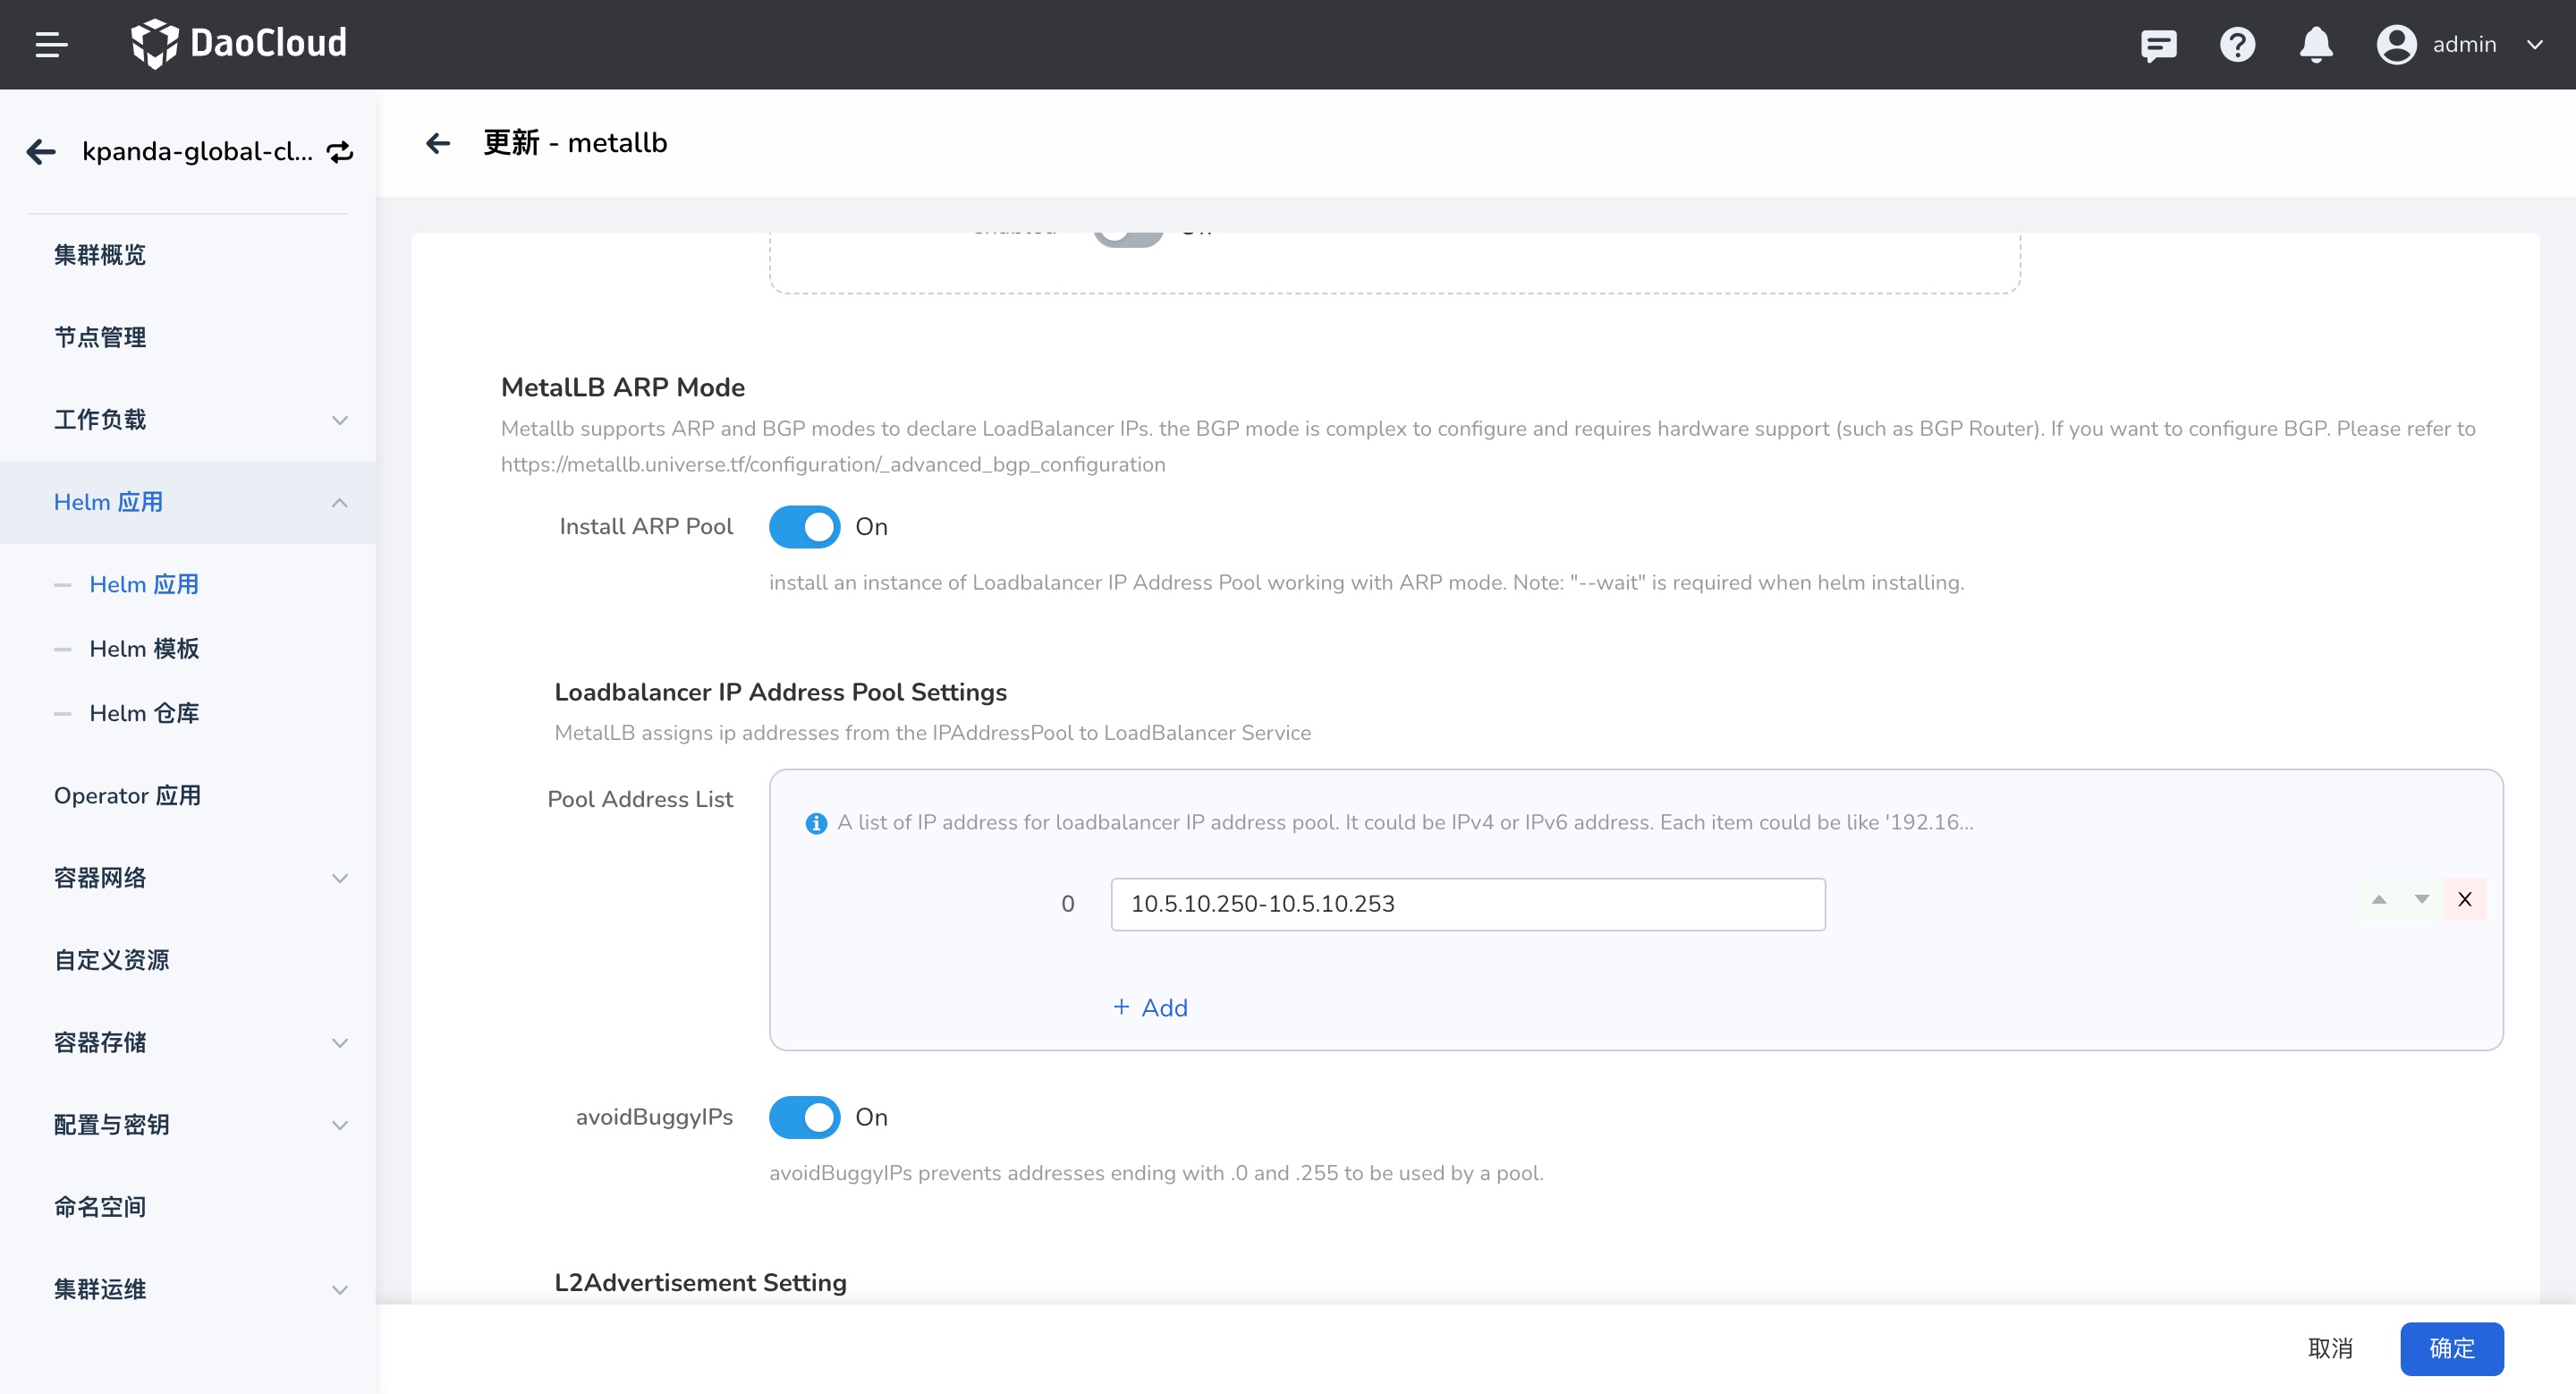 DaoCloud
admin
kpanda-global-cl...
更新 - metallb
集群概览
节点管理
工作负载
Helm 应用
Helm 应用
Helm 模板
Helm 仓库
Operator 应用
容器网络
自定义资源
容器存储
配置与密钥
命名空间
集群运维
MetalLB ARP Mode
Metallb supports ARP and BGP modes to declare LoadBalancer IPs. the BGP mode is complex to configure and requires hardware support (such as BGP Router). If you want to configure BGP. Please refer to
https://metallb.universe.tf/configuration/_advanced_bgp_configuration
Install ARP Pool On
install an instance of Loadbalancer IP Address Pool working with ARP mode. Note: "--wait" is required when helm installing.
Loadbalancer IP Address Pool Settings
MetalLB assigns ip addresses from the IPAddressPool to LoadBalancer Service
Pool Address List
A list of IP address for loadbalancer IP address pool. It could be IPv4 or IPv6 address. Each item could be like '192.16...
0 10.5.10.250-10.5.10.253 X
+ Add
avoidBuggyIPs On
avoidBuggyIPs prevents addresses ending with .0 and .255 to be used by a pool.
L2Advertisement Setting
取消 确定